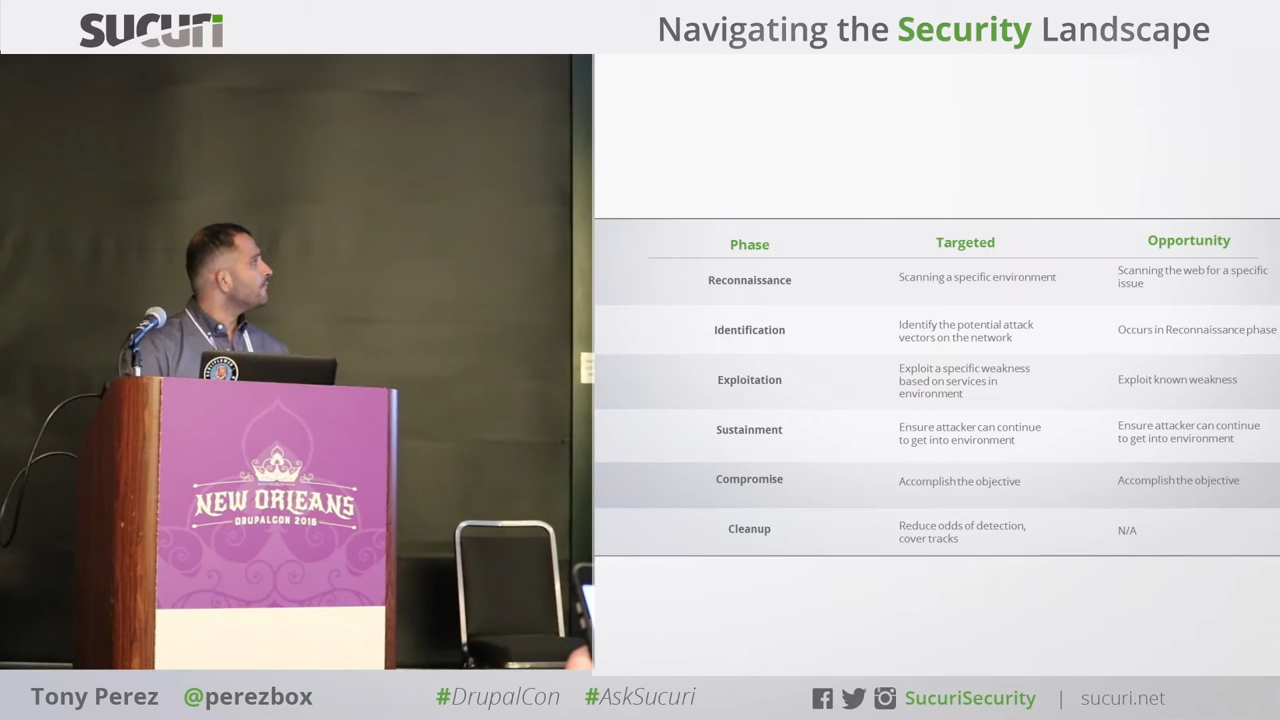 sucuri
Navigating the Security Landscape
NEW ORLEANS
DRUPALCON 2016
Phase Targeted Opportunity
Reconnaissance
Scanning a specific environment
Scanning the web for a specific
issue
Identification
Identify the potential attack
vectors on the network
Occurs in Reconnaissance phase
Exploitation
Exploit a specific weakness
based on services in
environment
Exploit known weakness
Sustainment
Ensure attacker can continue
to get into environment
Ensure attacker can continue
to get into environment
Compromise
Accomplish the objective
Accomplish the objective
Cleanup
Reduce odds of detection,
cover tracks
N/A
Tony Perez @perezbox #DrupalCon #AskSucuri SucuriSecurity | sucuri.net